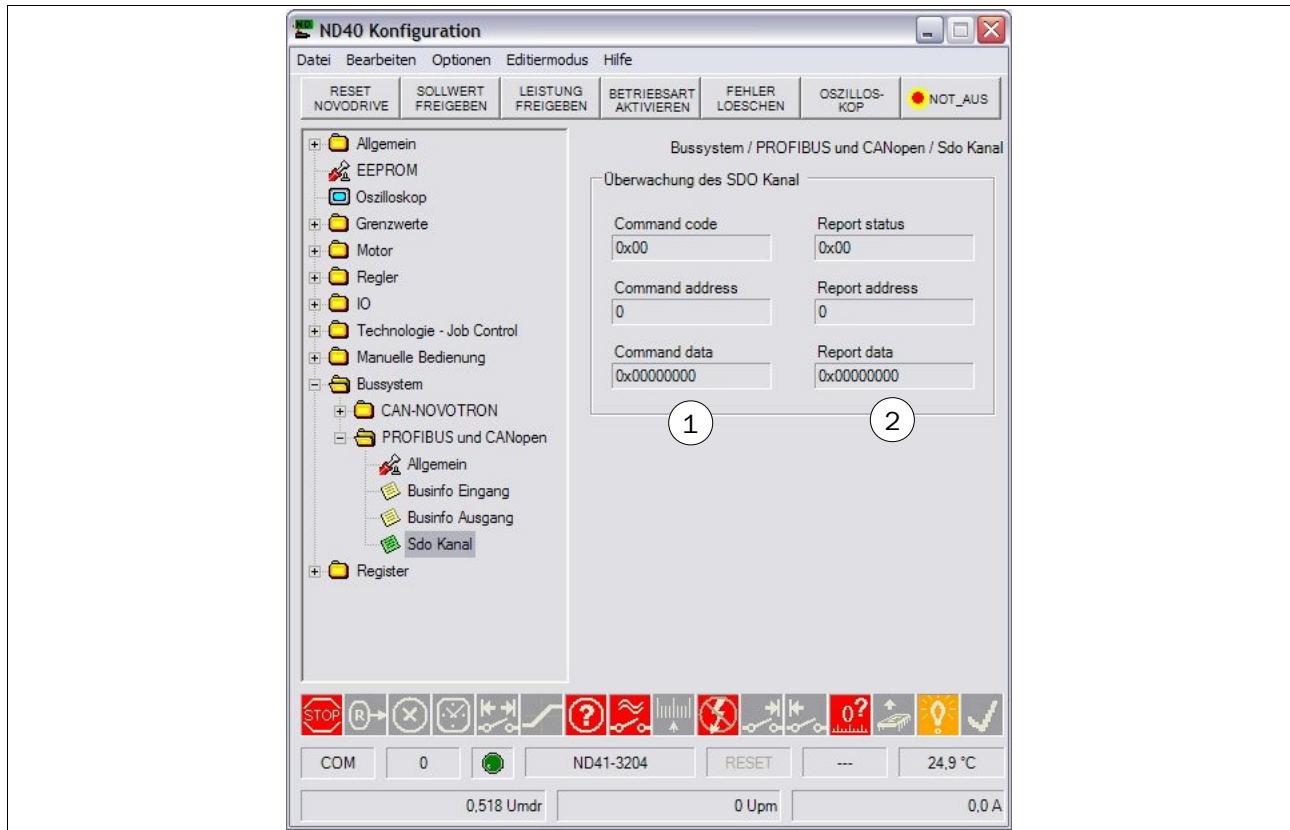 ND40 Konfiguration
Datei Bearbeiten Optionen Editiermodus Hilfe
RESET NOVODRIVE
SOLLWERT FREIGEBEN
LEISTUNG FREIGEBEN
BETRIEBSART AKTIVIEREN
FEHLER LOESCHEN
OSZILLOS- KOP
NOT_AUS
Allgemein
EEPROM
Oszilloskop
Grenzwerte
Motor
Regler
IO
Technologie - Job Control
Manuelle Bedienung
Bussystem
CAN-NOVOTRON
PROFIBUS und CANopen
Allgemein
Businfo Eingang
Businfo Ausgang
Sdo Kanal
Register
Bussystem / PROFIBUS und CANopen / Sdo Kanal
Überwachung des SDO Kanal
Command code
0x00
Report status
0x00
Command address
0
Report address
0
Command data
0x00000000
Report data
0x00000000
1
2
STOP
R
?
0?
COM
0
ND41-3204
RESET
---
24,9 °C
0,518 Umdr
0 Upm
0,0 A